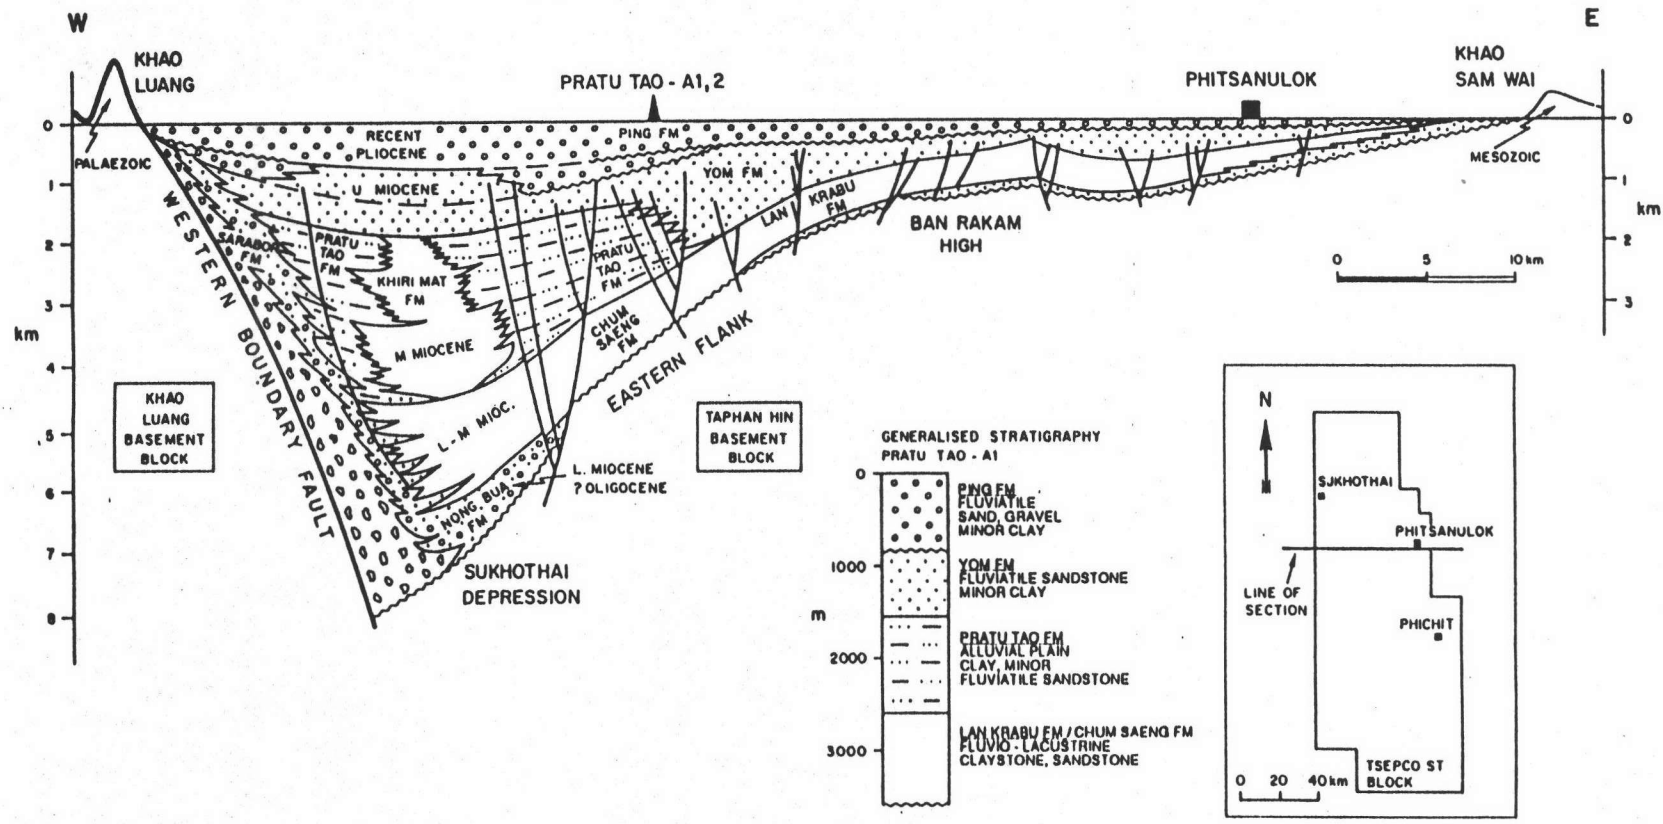 W
E
KHAO
LUANG
PRATU TAO - A1,2
PHITSANULOK
KHAO
SAM WAI
0
1
2
3
km
4
5
6
7
8
0
1
km
2
3
PALAEZOIC
MESOZOIC
RECENT
PLIOCENE
PING FM
U MIOCENE
YOM FM
LAN KRABU
FM
BAN RAKAM
HIGH
0 5 10 km
SARABOP
FM
PRATU
TAO
FM
KHIRI MAT
FM
PRATU
TAO
FM
M MIOCENE
CHUM
SAENG
FM
L - M MIOC.
NONG BUA
FM
L. MIOCENE
? OLIGOCENE
WESTERN BOUNDARY FAULT
EASTERN FLANK
SUKHOTHAI
DEPRESSION
KHAO
LUANG
BASEMENT
BLOCK
TAPHAN HIN
BASEMENT
BLOCK
GENERALISED STRATIGRAPHY
PRATU TAO - A1
0
1000
m
2000
3000
PING FM
FLUVIATILE
SAND, GRAVEL
MINOR CLAY
YOM FM
FLUVIATILE SANDSTONE
MINOR CLAY
PRATU TAO FM
ALLUVIAL PLAIN
CLAY, MINOR
FLUVIATILE SANDSTONE
LAN KRABU FM / CHUM SAENG FM
FLUVIO - LACUSTRINE
CLAYSTONE, SANDSTONE
N
SUKHOTHAI
PHITSANULOK
LINE OF
SECTION
PHICHIT
TSEPCO ST
BLOCK
0 20 40 km